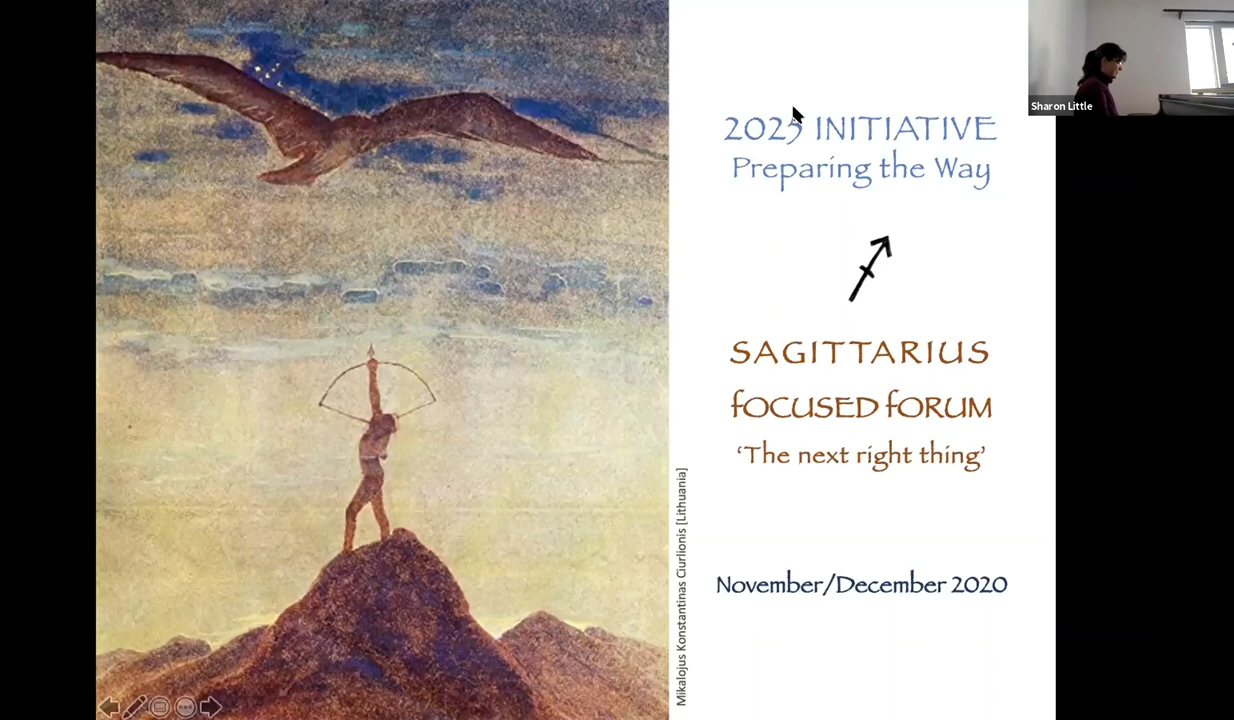 2025 INITIATIVE
Preparing the Way
SAGITTARIUS
FOCUSED FORUM
‘The next right thing’
November/December 2020
Mikalojus Konstantinas Ciurlionis [Lithuania]
Sharon Little